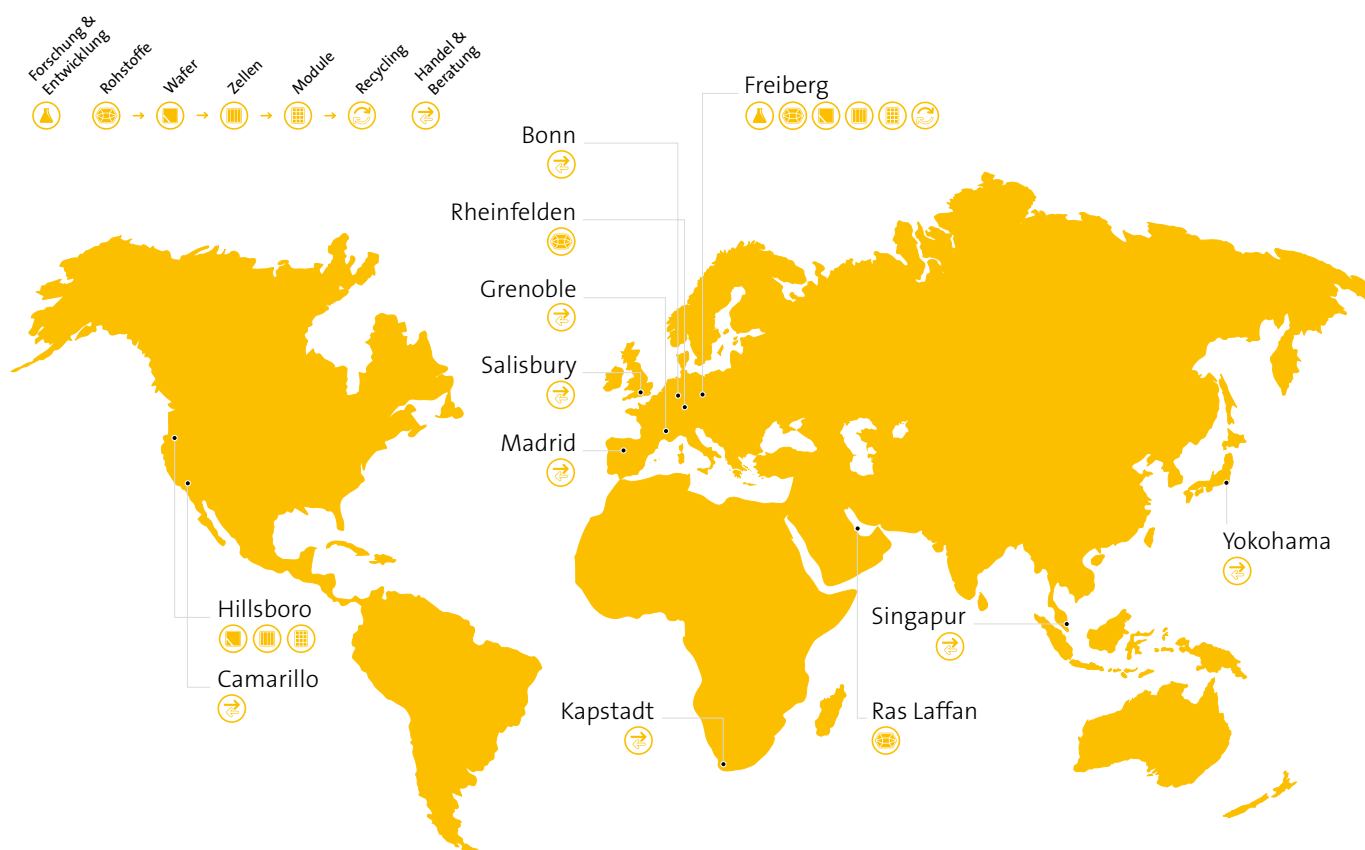 Forschung &
Entwicklung
Rohstoffe
Wafer
Zellen
Module
Recycling
Handel &
Beratung
Freiberg
Bonn
Rheinfelden
Grenoble
Salisbury
Madrid
Yokohama
Hillsboro
Singapur
Camarillo
Kapstadt
Ras Laffan